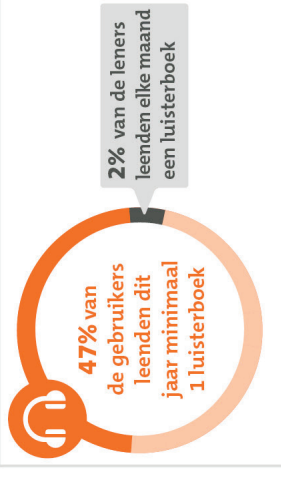 47% van
de gebruikers
leenden dit
jaar minimaal
1 luisterboek
2% van de leners
leenden elke maand
een luisterboek